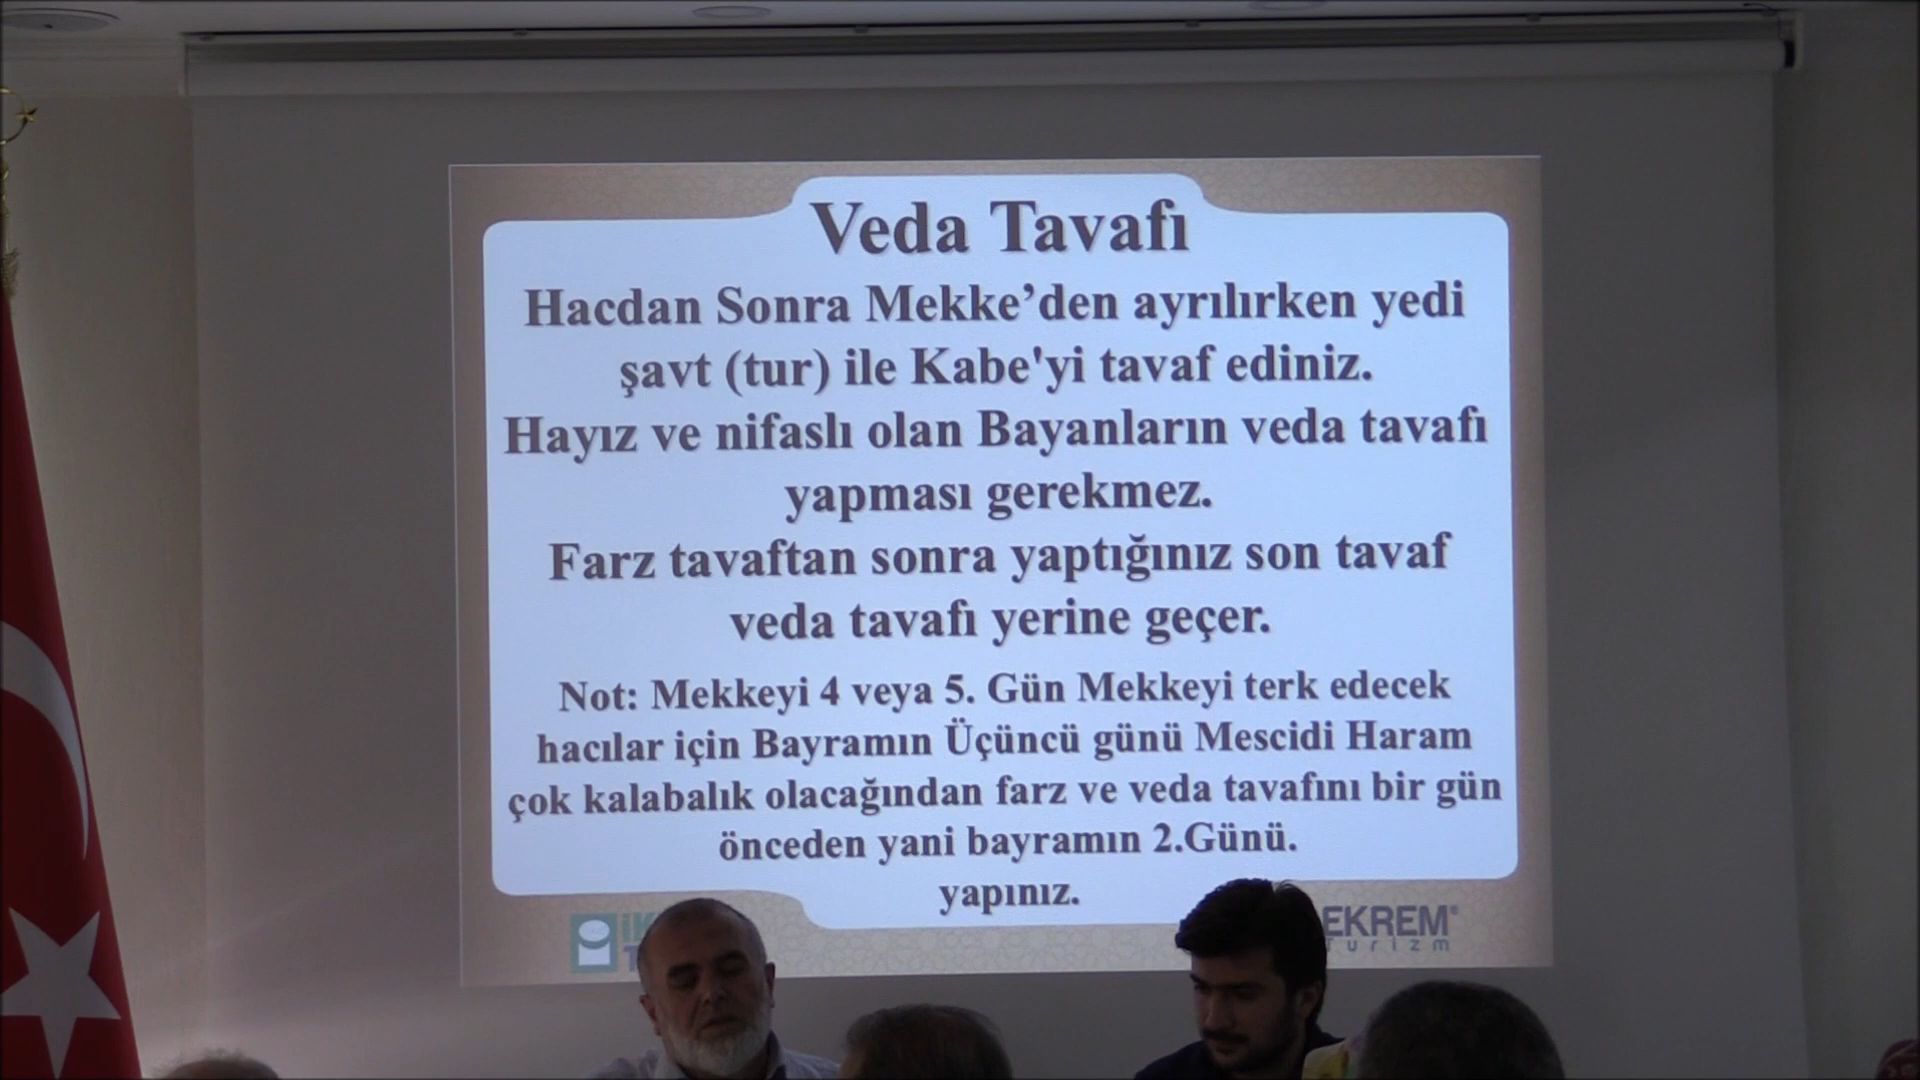 Veda Tavafı
Hacdan Sonra Mekke’den ayrılırken yedi
şavt (tur) ile Kabe'yi tavaf ediniz.
Hayız ve nifaslı olan Bayanların veda tavafı
yapması gerekmez.
Farz tavaftan sonra yaptığınız son tavaf
veda tavafı yerine geçer.
Not: Mekkeyi 4 veya 5. Gün Mekkeyi terk edecek
hacılar için Bayramın Üçüncü günü Mescidi Haram
çok kalabalık olacağından farz ve veda tavafını bir gün
önceden yani bayramın 2.Günü.
yapınız.
EKREM
Turizm